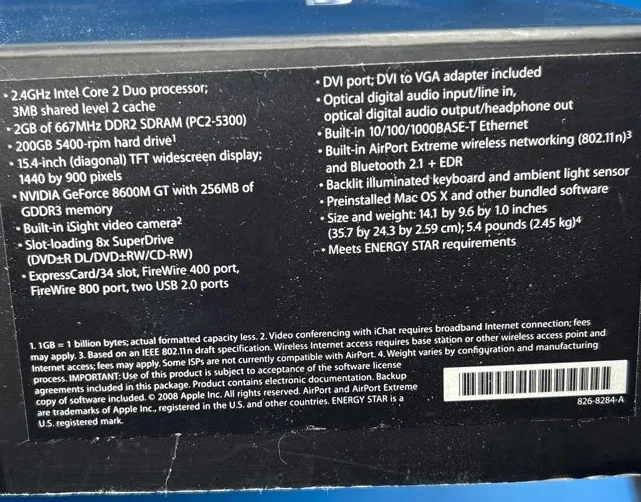 • 2.4GHz Intel Core 2 Duo processor;
3MB shared level 2 cache
• 2GB of 667MHz DDR2 SDRAM (PC2-5300)
• 200GB 5400-rpm hard drive¹
• 15.4-inch (diagonal) TFT widescreen display;
1440 by 900 pixels
• NVIDIA GeForce 8600M GT with 256MB of
GDDR3 memory
• Built-in iSight video camera²
• Slot-loading 8x SuperDrive
(DVD±R DL/DVD±RW/CD-RW)
• ExpressCard/34 slot, FireWire 400 port,
FireWire 800 port, two USB 2.0 ports
• DVI port; DVI to VGA adapter included
• Optical digital audio input/line in,
optical digital audio output/headphone out
• Built-in 10/100/1000BASE-T Ethernet
• Built-in AirPort Extreme wireless networking (802.11n)³
and Bluetooth 2.1 + EDR
• Backlit illuminated keyboard and ambient light sensor
• Preinstalled Mac OS X and other bundled software
• Size and weight: 14.1 by 9.6 by 1.0 inches
(35.7 by 24.3 by 2.59 cm); 5.4 pounds (2.45 kg)⁴
• Meets ENERGY STAR requirements
1. 1GB = 1 billion bytes; actual formatted capacity less. 2. Video conferencing with iChat requires broadband Internet connection; fees
may apply. 3. Based on an IEEE 802.11n draft specification. Wireless Internet access requires base station or other wireless access point and
Internet access; fees may apply. Some ISPs are not currently compatible with AirPort. 4. Weight varies by configuration and manufacturing
process. IMPORTANT: Use of this product is subject to acceptance of the software license
agreements included in this package. Product contains electronic documentation. Backup
copy of software included. © 2008 Apple Inc. All rights reserved. AirPort and AirPort Extreme
are trademarks of Apple Inc., registered in the U.S. and other countries. ENERGY STAR is a
U.S. registered mark.
826-8284-A